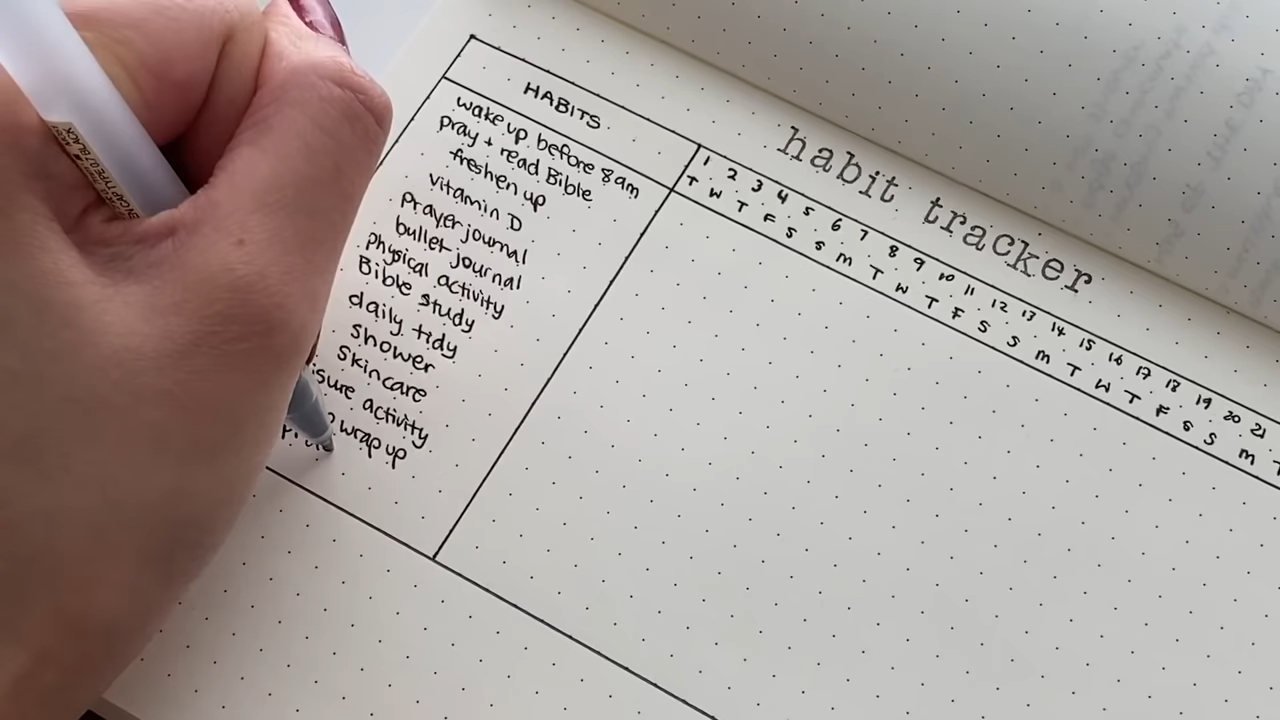 habit tracker
HABITS
wake up before 8am
pray + read Bible
freshen up
vitamin D
prayer journal
bullet journal
physical activity
Bible study
daily tidy
shower
skincare
activity
wrap up
1 2 3 4 5 6 7 8 9 10 11 12 13 14 15 16 17 18 19 20 21
T W T F S S M T W T F S S M T W T F S S M T